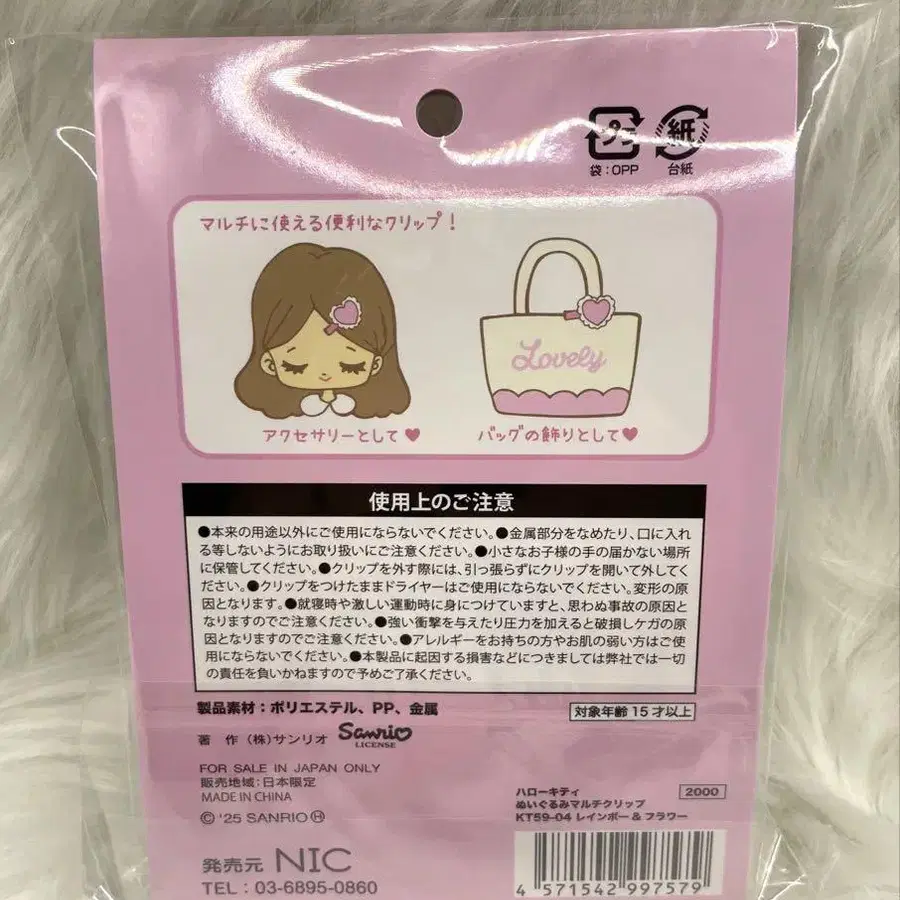 プラ
紙
袋:OPP
台紙
マルチに使える便利なクリップ!
Lovely
アクセサリーとして♥
バッグの飾りとして♥
使用上のご注意
●本来の用途以外にご使用にならないでください。●金属部分をなめたり、口に入れ
る等しないようにお取り扱いにご注意ください。●小さなお子様の手の届かない場所
に保管してください。●クリップを外す際には、引っ張らずにクリップを開いて外してく
ださい。●クリップをつけたままドライヤーはご使用にならないでください。変形の原
因となります。●就寝時や激しい運動時に身につけていますと、思わぬ事故の原因と
なりますのでご注意ください。●強い衝撃を与えたり圧力を加えると破損しケガの原
因となりますのでご注意ください。●アレルギーをお持ちの方やお肌の弱い方はご使
用にならないでください。●本製品に起因する損害などにつきましては弊社では一切
の責任を負いかねますので予めご了承ください。
製品素材:ポリエステル、PP、金属
対象年齢15才以上
著 作 (株)サンリオ
Sanrio
LICENSE
FOR SALE IN JAPAN ONLY
販売地域:日本限定
MADE IN CHINA
© '25 SANRIO Ⓗ
発売元 NIC
TEL : 03-6895-0860
ハローキティ
2000
ぬいぐるみマルチクリップ
KT59-04 レインボー & フラワー
4 571542 997579